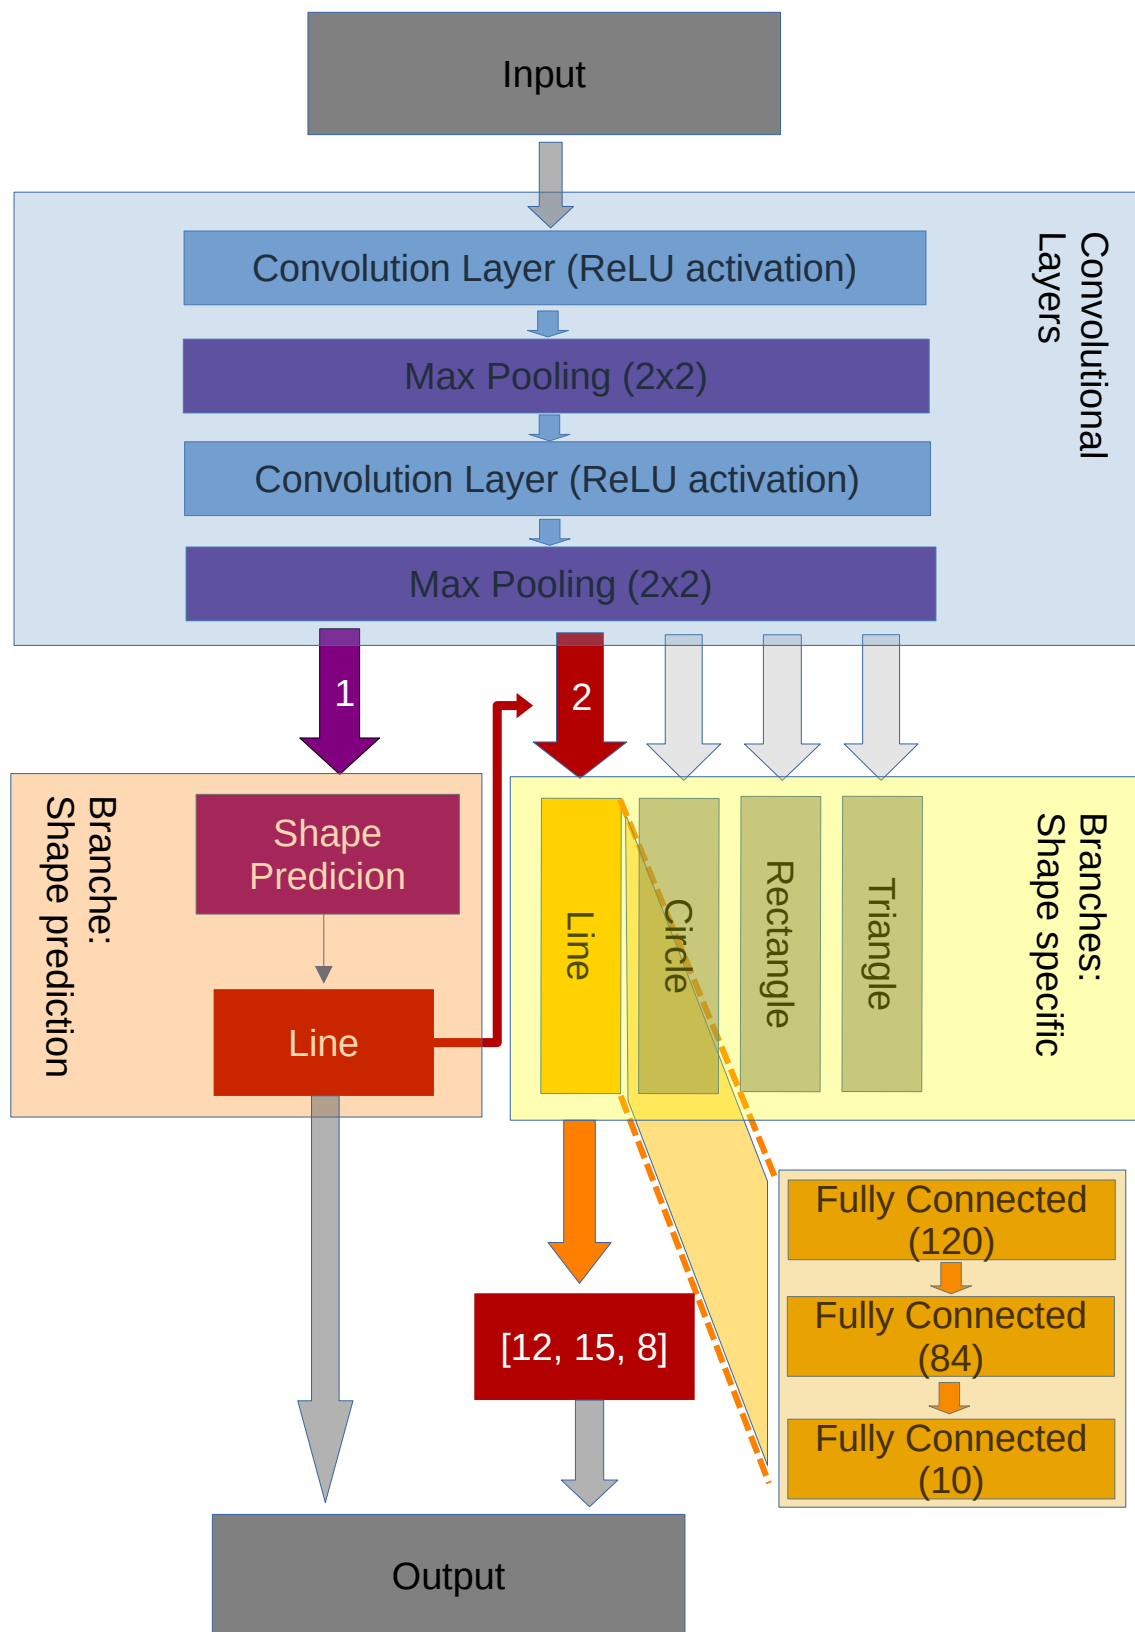 Input
Convolutional
Layers
Convolution Layer (ReLU activation)
Max Pooling (2x2)
Convolution Layer (ReLU activation)
Max Pooling (2x2)
1
2
Branche:
Shape prediction
Shape
Predicion
Line
Line
Circle
Rectangle
Triangle
Branches:
Shape specific
Fully Connected
(120)
Fully Connected
(84)
Fully Connected
(10)
[12, 15, 8]
Output